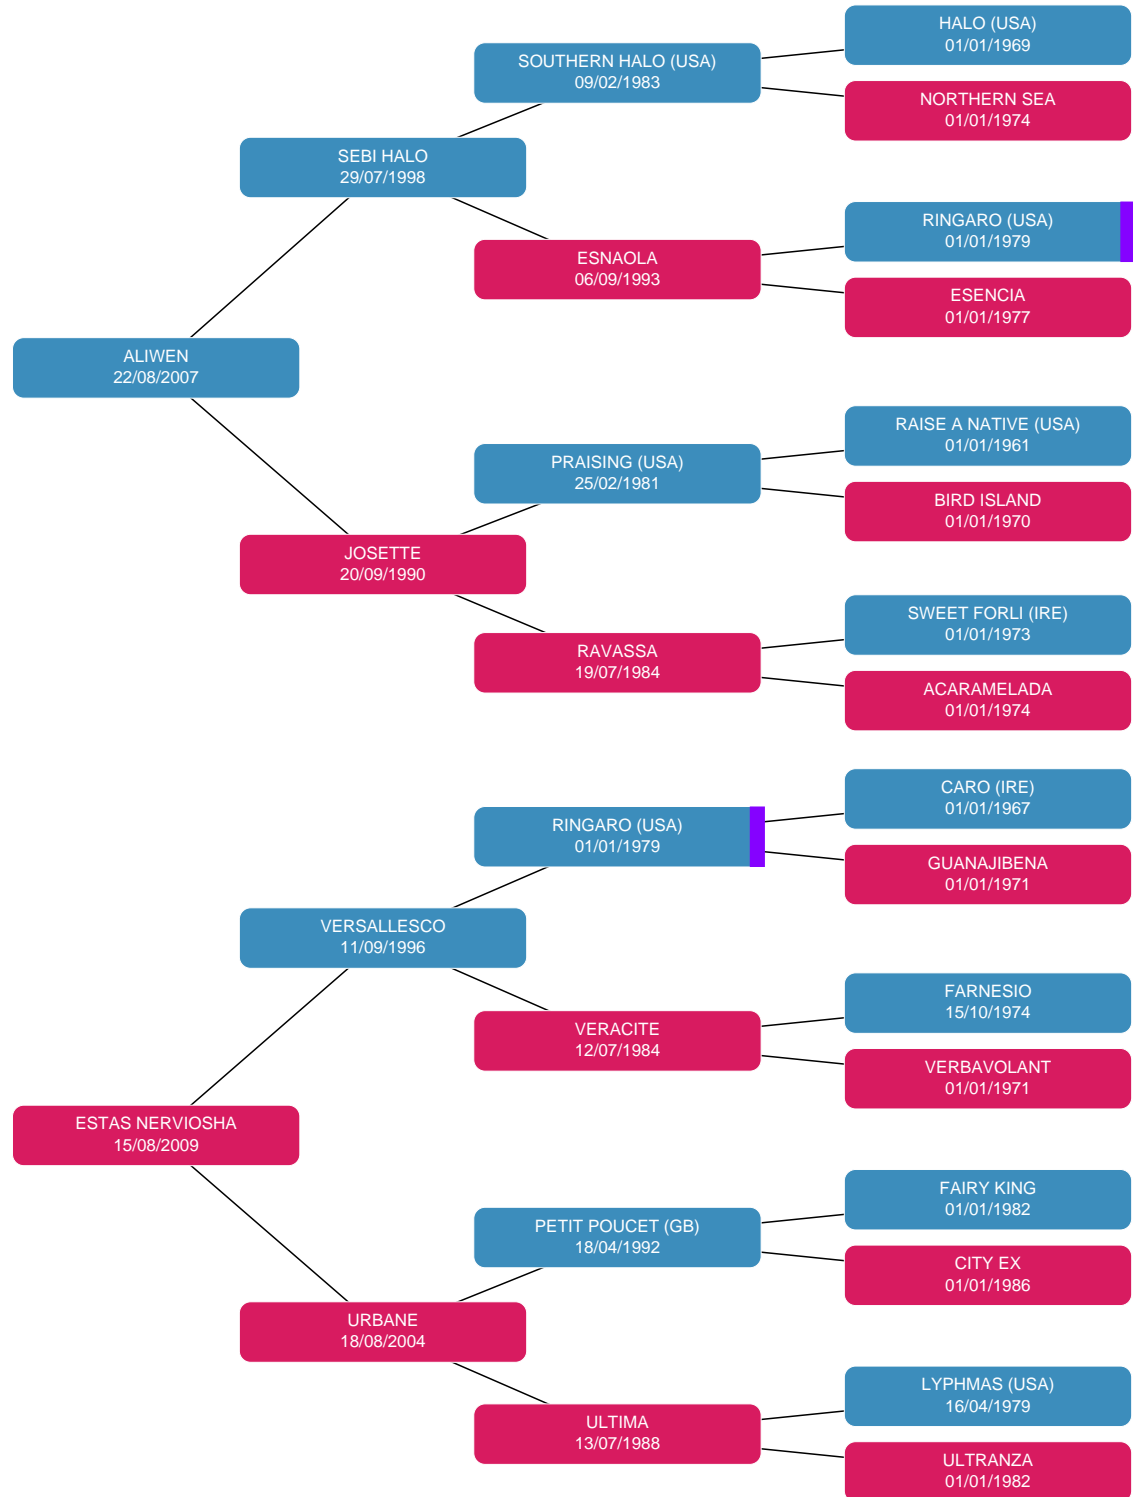 HALO (USA)
01/01/1969
SOUTHERN HALO (USA)
09/02/1983
NORTHERN SEA
01/01/1974
SEBI HALO
29/07/1998
RINGARO (USA)
01/01/1979
ESNAOLA
06/09/1993
ESENCIA
01/01/1977
ALIWEN
22/08/2007
RAISE A NATIVE (USA)
01/01/1961
PRAISING (USA)
25/02/1981
BIRD ISLAND
01/01/1970
JOSETTE
20/09/1990
SWEET FORLI (IRE)
01/01/1973
RAVASSA
19/07/1984
ACARAMELADA
01/01/1974
CARO (IRE)
01/01/1967
RINGARO (USA)
01/01/1979
GUANAJIBENA
01/01/1971
VERSALLESCO
11/09/1996
FARNESIO
15/10/1974
VERACITE
12/07/1984
VERBAVOLANT
01/01/1971
ESTAS NERVIOSHA
15/08/2009
FAIRY KING
01/01/1982
PETIT POUCET (GB)
18/04/1992
CITY EX
01/01/1986
URBANE
18/08/2004
LYPHMAS (USA)
16/04/1979
ULTIMA
13/07/1988
ULTRANZA
01/01/1982